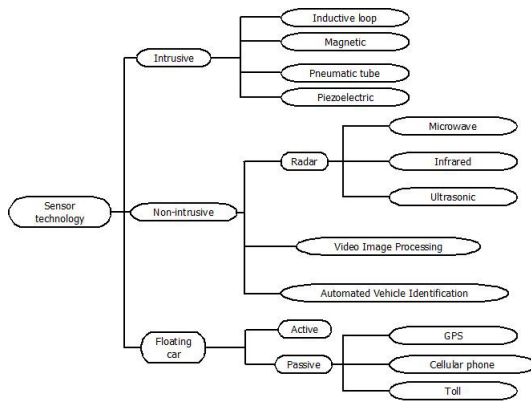 Inductive loop
Magnetic
Intrusive
Pneumatic tube
Piezoelectric
Microwave
Radar
Infrared
Ultrasonic
Sensor
technology
Non-intrusive
Video Image Processing
Automated Vehicle Identification
Floating
car
Active
Passive
GPS
Cellular phone
Toll